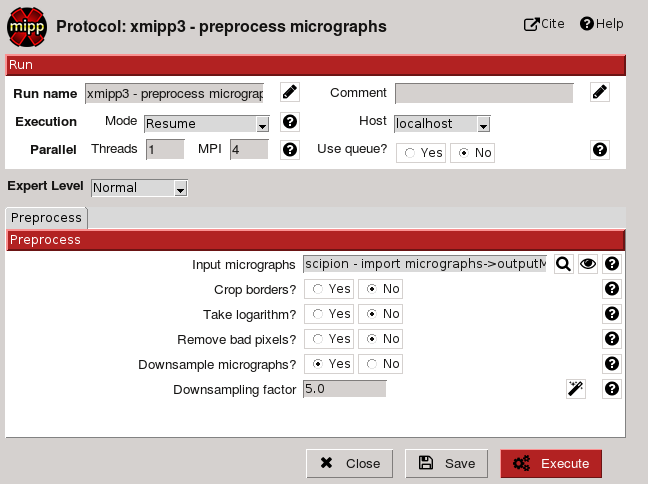 mipp Protocol: xmipp3 - preprocess micrographs Cite Help
Run
Run name xmipp3 - preprocess micrograp Comment
Execution Mode Resume Host localhost
Parallel Threads 1 MPI 4 Use queue? Yes No
Expert Level Normal
Preprocess
Preprocess
Input micrographs scipion - import micrographs->outputM
Crop borders? Yes No
Take logarithm? Yes No
Remove bad pixels? Yes No
Downsample micrographs? Yes No
Downsampling factor 5.0
Close Save Execute